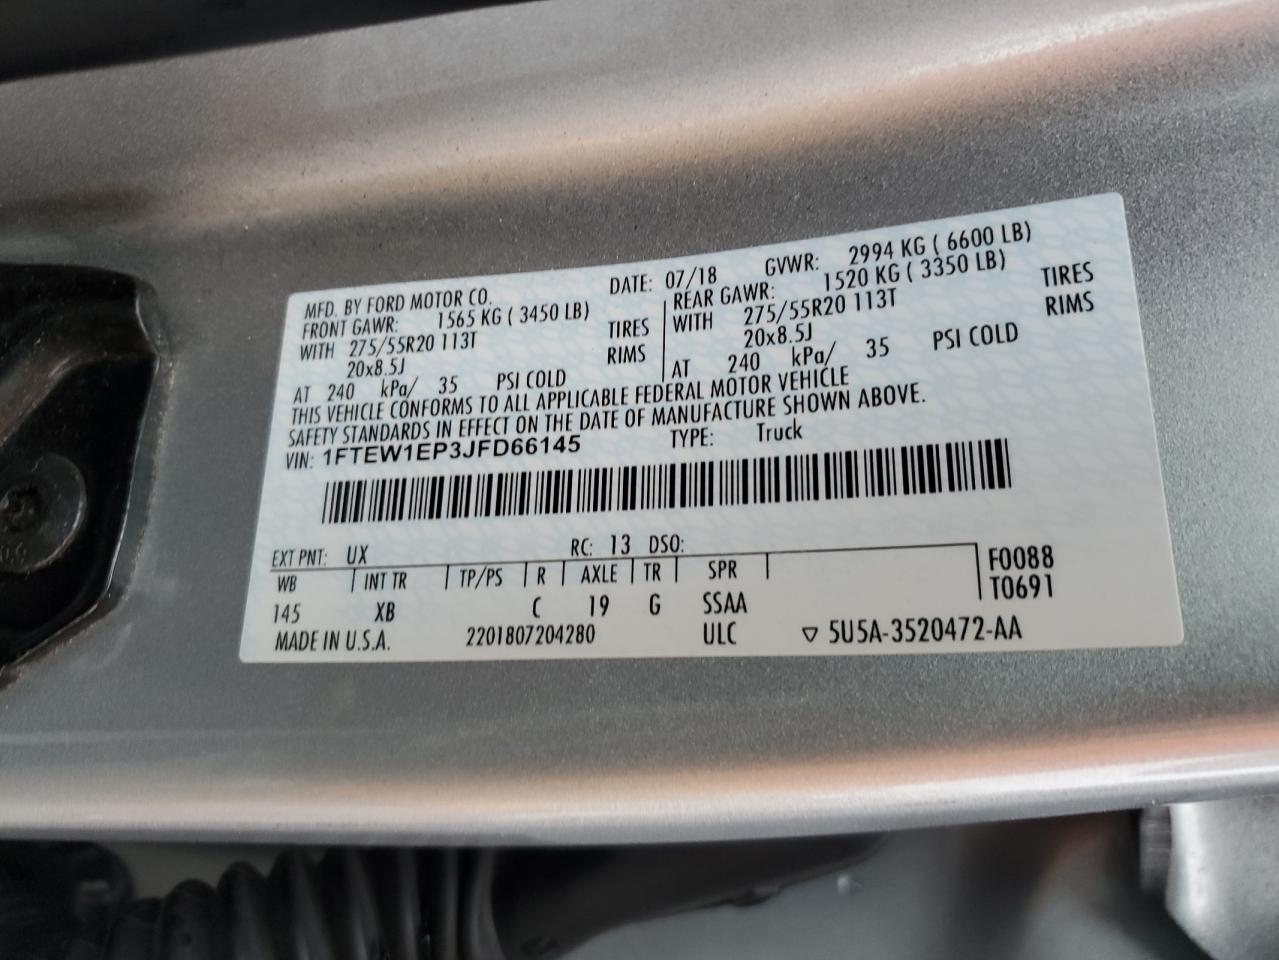 MFD. BY FORD MOTOR CO. DATE: 07/18 GVWR: 2994 KG ( 6600 LB)
FRONT GAWR: 1565 KG ( 3450 LB) REAR GAWR: 1520 KG ( 3350 LB)
WITH 275/55R20 113T TIRES WITH 275/55R20 113T TIRES
20x8.5J RIMS 20x8.5J RIMS
AT 240 kPa/ 35 PSI COLD AT 240 kPa/ 35 PSI COLD
THIS VEHICLE CONFORMS TO ALL APPLICABLE FEDERAL MOTOR VEHICLE
SAFETY STANDARDS IN EFFECT ON THE DATE OF MANUFACTURE SHOWN ABOVE.
VIN: 1FTEW1EP3JFD66145 TYPE: Truck
EXT PNT: UX RC: 13 DSO:
WB INT TR TP/PS R AXLE TR SPR F0088
145 XB C 19 G SSAA T0691
MADE IN U.S.A. 2201807204280 ULC ▽ 5U5A-3520472-AA